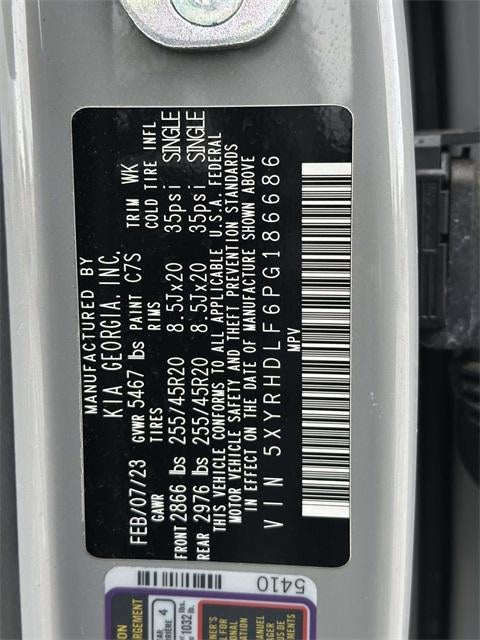 MANUFACTURED BY
KIA GEORGIA, INC.
FEB/07/23 GVWR 5467 lbs PAINT C7S TRIM WK
GAWR TIRES RIMS COLD TIRE INFL
FRONT 2866 lbs 255/45R20 8.5Jx20 35psi SINGLE
REAR 2976 lbs 255/45R20 8.5Jx20 35psi SINGLE
THIS VEHICLE CONFORMS TO ALL APPLICABLE U.S.A. FEDERAL
MOTOR VEHICLE SAFETY AND THEFT PREVENTION STANDARDS
IN EFFECT ON THE DATE OF MANUFACTURE SHOWN ABOVE
VIN 5XYRHDLF6PG186686
MPV
5410
4
1032 lbs.